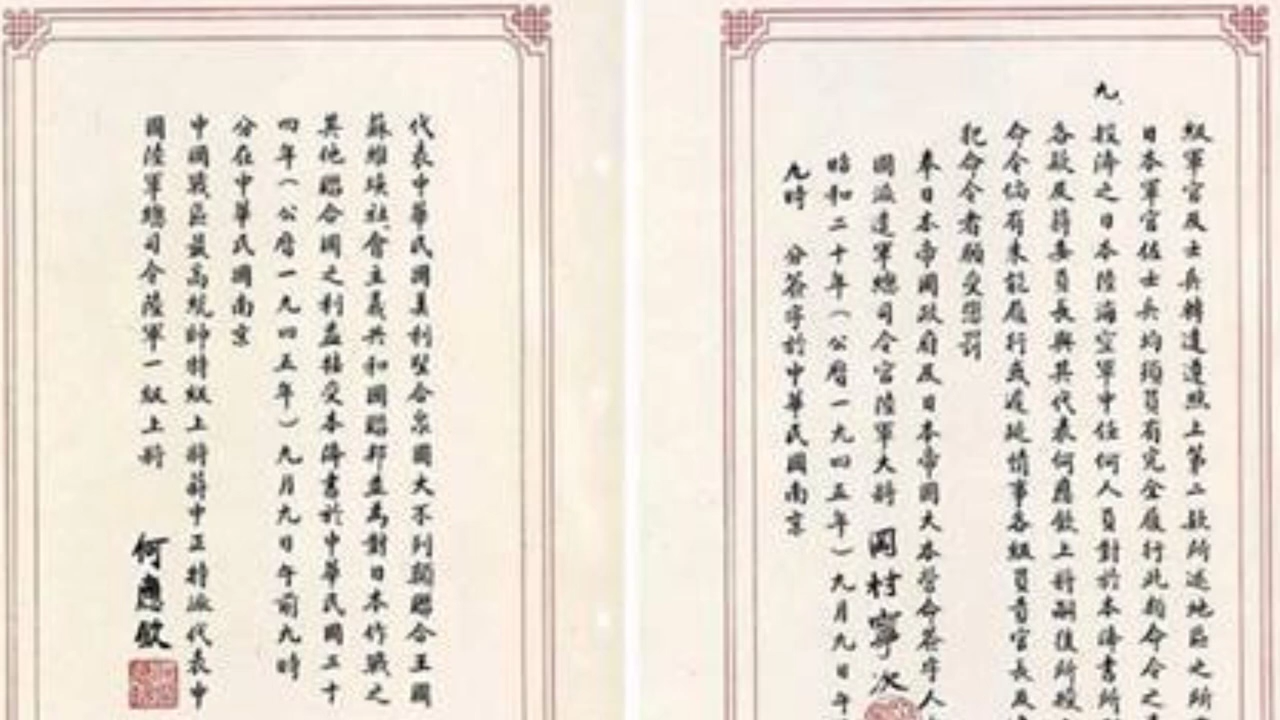 級軍官及士兵轉達遵照上第二款所述地區之所
日本軍官佐士兵均須負有完全履行此類命令之
九、投降之日本陸海空軍中任何人員對於本降書所
各款及蔣委員長與其代表何應欽上將嗣後所授
命令倘有未能履行或遲延情事各級負責官長及
犯命令者願受懲罰
奉日本帝國政府及日本帝國大本營命簽字人
國派遣軍總司令官陸軍大將 岡村寧次
昭和二十年（公曆一九四五年）九月九日午
九時 分簽字於中華民國南京
代表中華民國美利堅合眾國大不列顛聯合王國
蘇維埃社會主義共和國聯邦並為對日本作戰之
其他聯合國之利益接受本降書於中華民國三十
四年（公曆一九四五年）九月九日午前九時
分在中華民國南京
中國戰區最高統帥特級上將蔣中正特派代表中
國陸軍總司令陸軍一級上將 何應欽